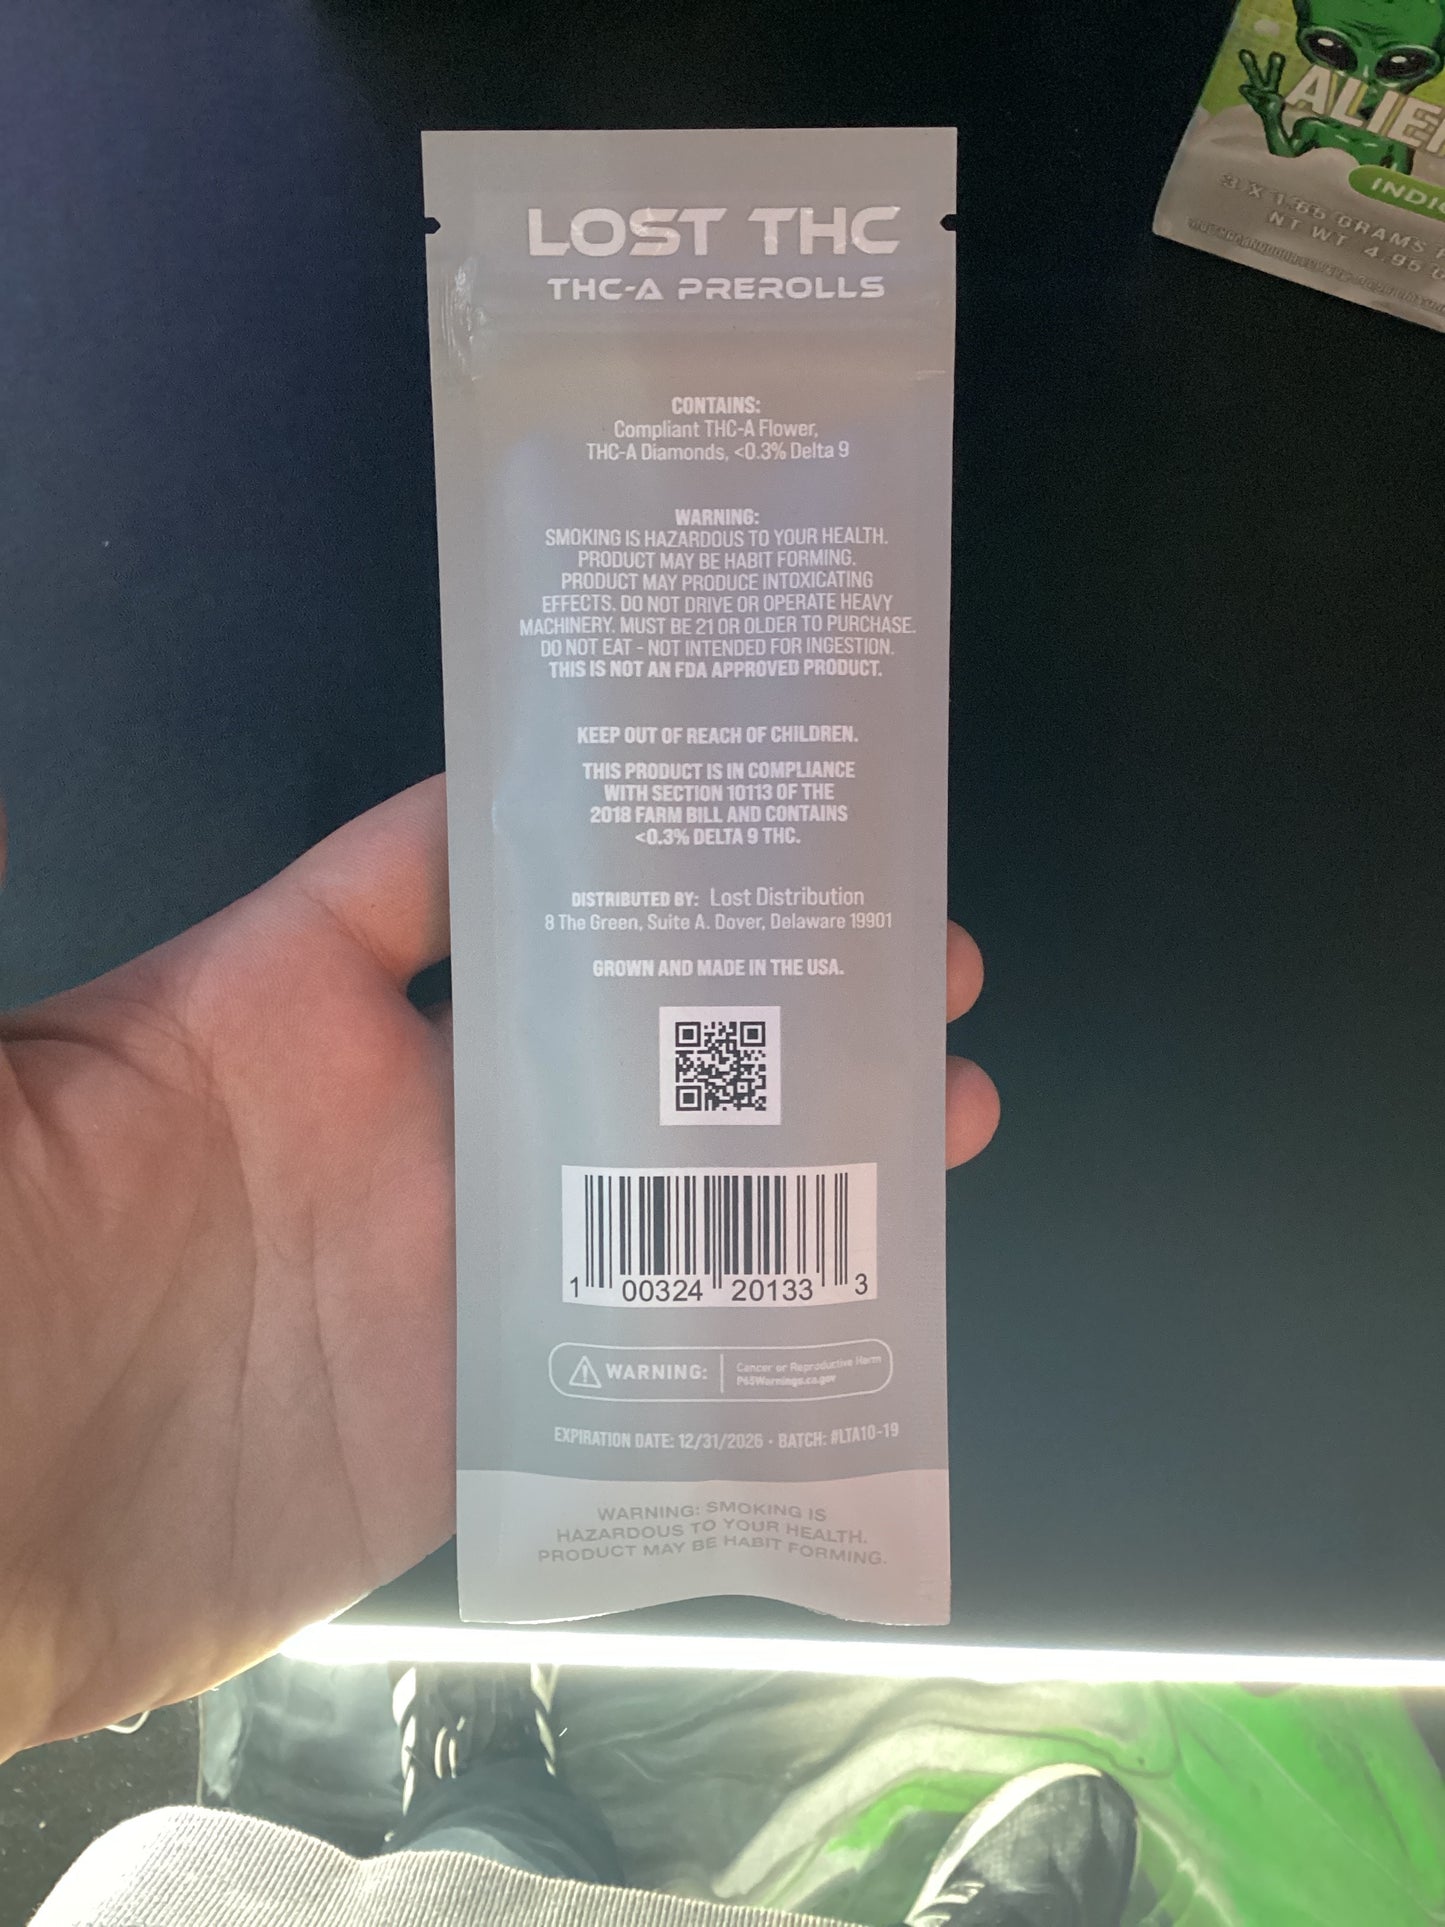 LOST THC
THC-A PREROLLS
CONTAINS:
Compliant THC-A Flower,
THC-A Diamonds, <0.3% Delta 9
WARNING:
SMOKING IS HAZARDOUS TO YOUR HEALTH.
PRODUCT MAY BE HABIT FORMING.
PRODUCT MAY PRODUCE INTOXICATING
EFFECTS. DO NOT DRIVE OR OPERATE HEAVY
MACHINERY. MUST BE 21 OR OLDER TO PURCHASE.
DO NOT EAT - NOT INTENDED FOR INGESTION.
THIS IS NOT AN FDA APPROVED PRODUCT.
KEEP OUT OF REACH OF CHILDREN.
THIS PRODUCT IS IN COMPLIANCE
WITH SECTION 10113 OF THE
2018 FARM BILL AND CONTAINS
<0.3% DELTA 9 THC.
DISTRIBUTED BY: Lost Distribution
8 The Green, Suite A. Dover, Delaware 19901
GROWN AND MADE IN THE USA.
1 00324 20133 3
WARNING: Cancer or Reproductive Harm
P65Warnings.ca.gov
EXPIRATION DATE: 12/31/2026 - BATCH: #LTA10-19
WARNING: SMOKING IS
HAZARDOUS TO YOUR HEALTH.
PRODUCT MAY BE HABIT FORMING.
ALIEN
INDIC
3 X 1.65 GRAMS
NT WT 4.95